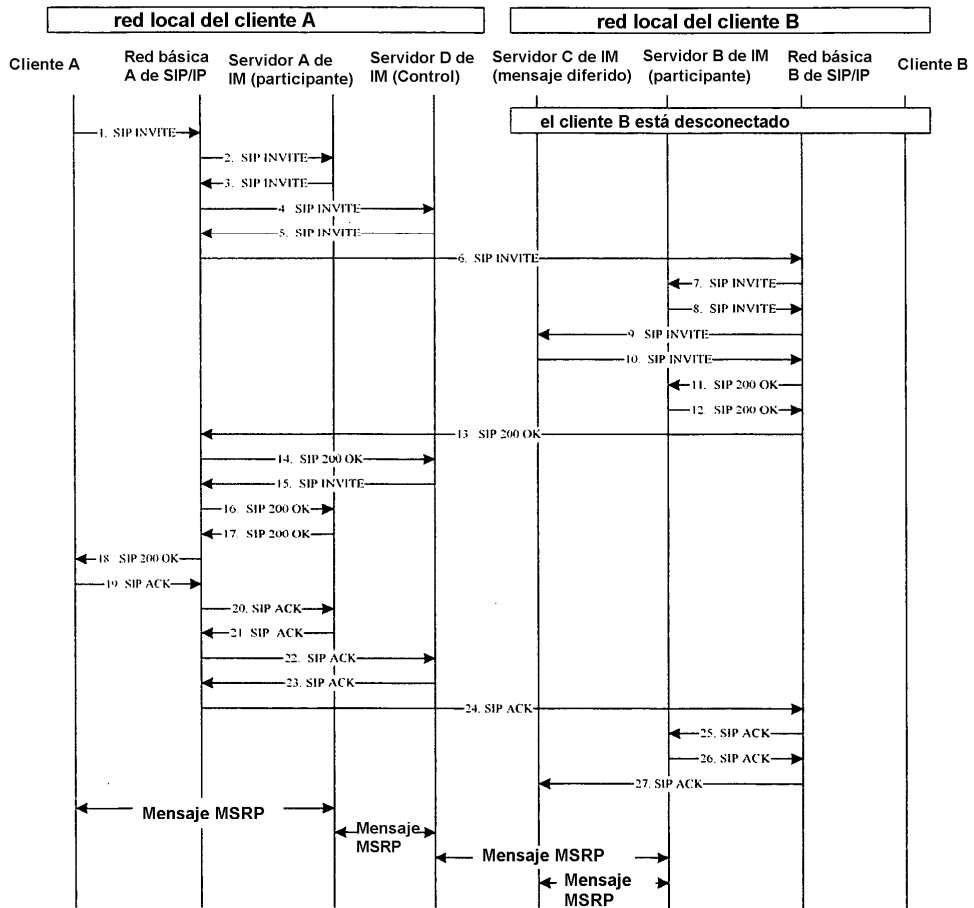 red local del cliente A
red local del cliente B
Cliente A
Red básica
A de SIP/IP
Servidor A de
IM (participante)
Servidor D de
IM (Control)
Servidor C de IM
(mensaje diferido)
Servidor B de IM
(participante)
Red básica
B de SIP/IP
Cliente B
el cliente B está desconectado
1. SIP INVITE
2. SIP INVITE
3. SIP INVITE
4 SIP INVITE
5. SIP INVITE
6. SIP INVITE
7. SIP INVITE
8. SIP INVITE
9 SIP INVITE
10. SIP INVITE
11. SIP 200 OK
12. SIP 200 OK
13 SIP 200 OK
14. SIP 200 OK
15. SIP INVITE
16. SIP 200 OK
17. SIP 200 OK
18 SIP 200 OK
19. SIP ACK
20. SIP ACK
21 SIP ACK
22. SIP ACK
23. SIP ACK
24. SIP ACK
25. SIP ACK
26. SIP ACK
27. SIP ACK
Mensaje MSRP
Mensaje
MSRP
Mensaje MSRP
Mensaje
MSRP